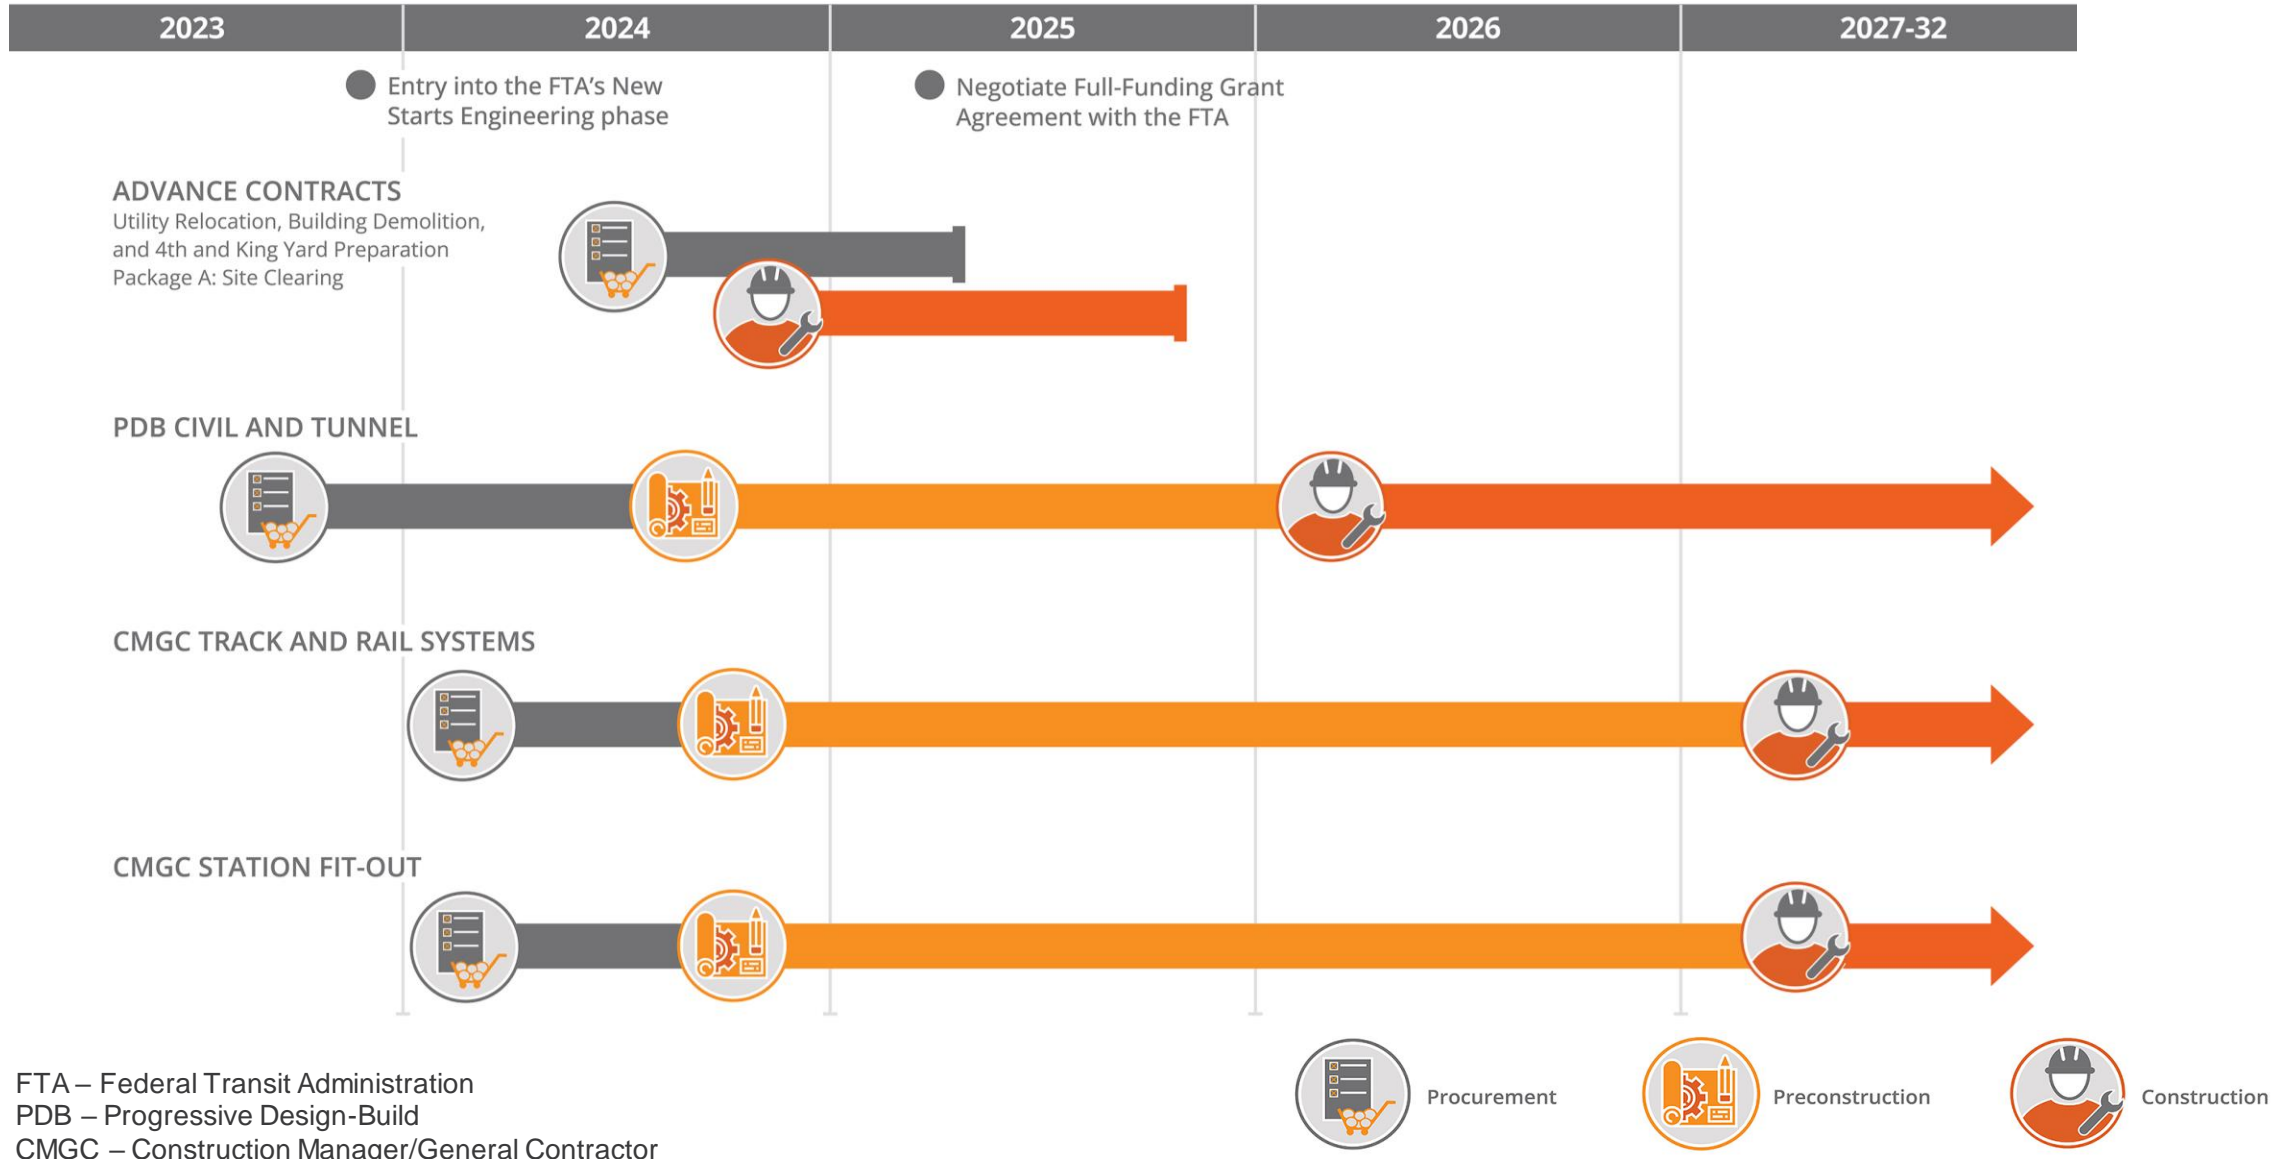 2023
2024
2025
2026
2027-32
Entry into the FTA's New
Starts Engineering phase
Negotiate Full-Funding Grant
Agreement with the FTA
ADVANCE CONTRACTS
Utility Relocation, Building Demolition,
and 4th and King Yard Preparation
Package A: Site Clearing
PDB CIVIL AND TUNNEL
CMGC TRACK AND RAIL SYSTEMS
CMGC STATION FIT-OUT
FTA – Federal Transit Administration
PDB – Progressive Design-Build
CMGC – Construction Manager/General Contractor
Procurement
Preconstruction
Construction